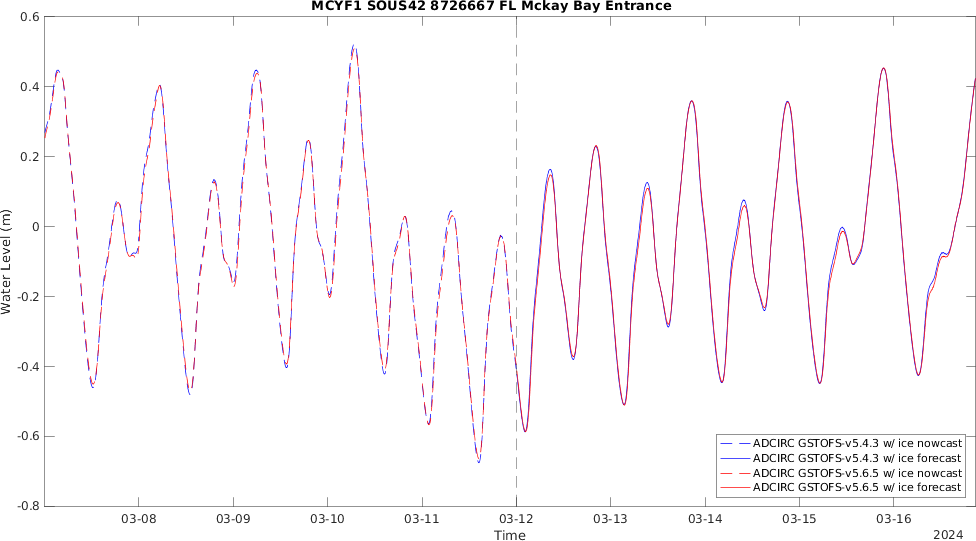 MCYF1 SOUS42 8726667 FL Mckay Bay Entrance
0.6
0.4
0.2
0
-0.2
-0.4
-0.6
-0.8
Water Level (m)
ADCIRC GSTOFS-v5.4.3 w/ ice nowcast
ADCIRC GSTOFS-v5.4.3 w/ ice forecast
ADCIRC GSTOFS-v5.6.5 w/ ice nowcast
ADCIRC GSTOFS-v5.6.5 w/ ice forecast
03-08 03-09 03-10 03-11 03-12 03-13 03-14 03-15 03-16
Time
2024